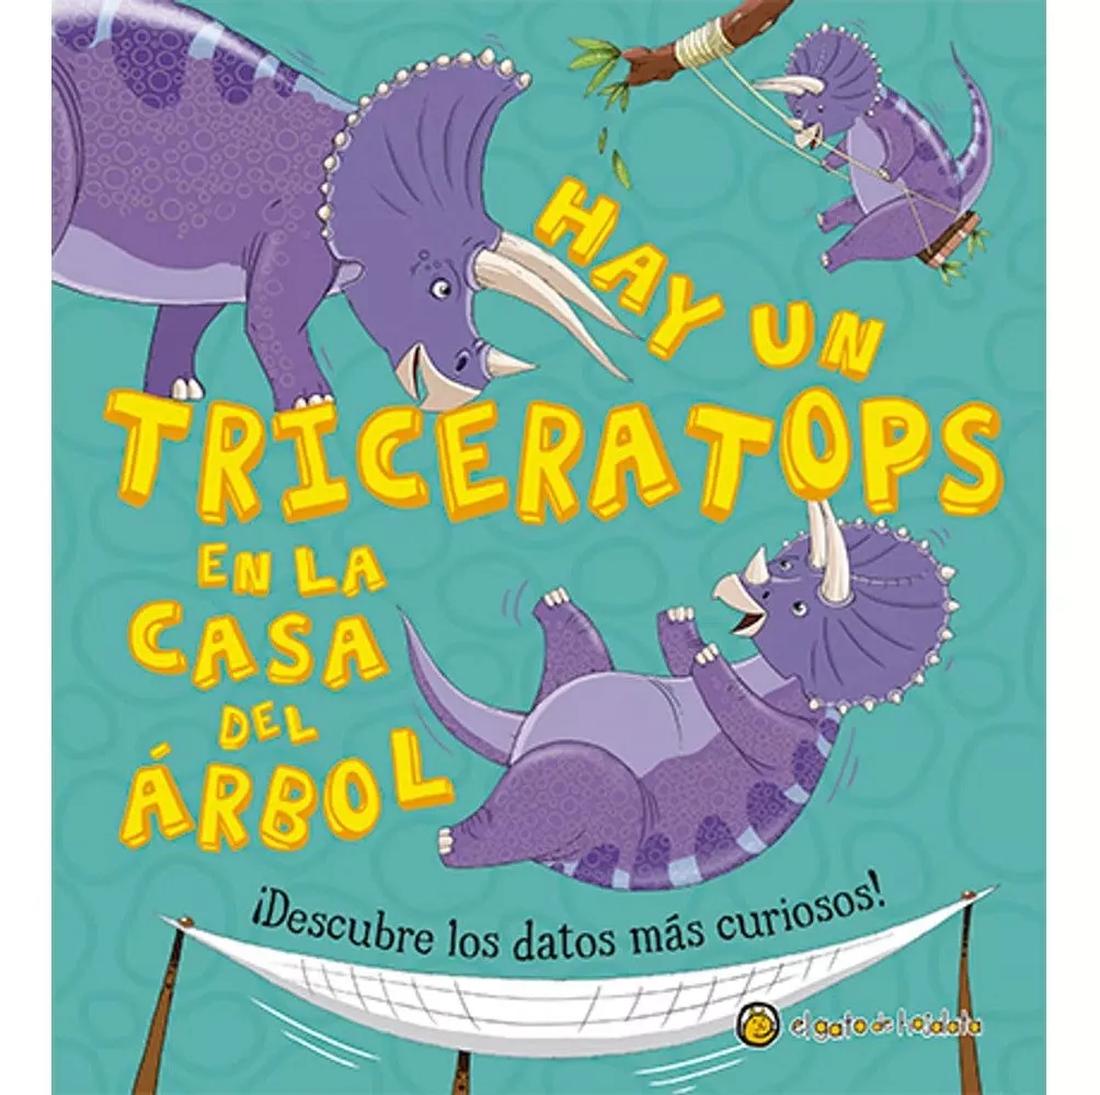 HAY UN
TRICERATOPS
EN LA
CASA
DEL
ÁRBOL
¡Descubre los datos más curiosos!
el gato de hojalata